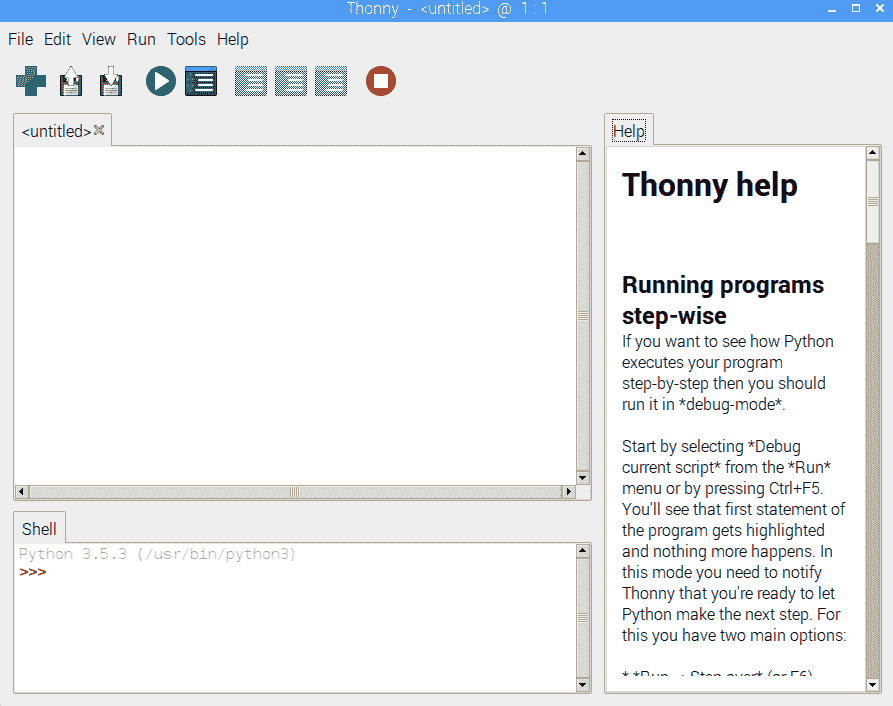 Thonny - <untitled> @ 1 : 1
File Edit View Run Tools Help
<untitled>
Help
Thonny help
Running programs
step-wise
If you want to see how Python
executes your program
step-by-step then you should
run it in *debug-mode*.
Start by selecting *Debug
current script* from the *Run*
menu or by pressing Ctrl+F5.
You'll see that first statement of
the program gets highlighted
and nothing more happens. In
this mode you need to notify
Thonny that you're ready to let
Python make the next step. For
this you have two main options:
* *Run → Step over* (or F6)
Shell
Python 3.5.3 (/usr/bin/python3)
>>>